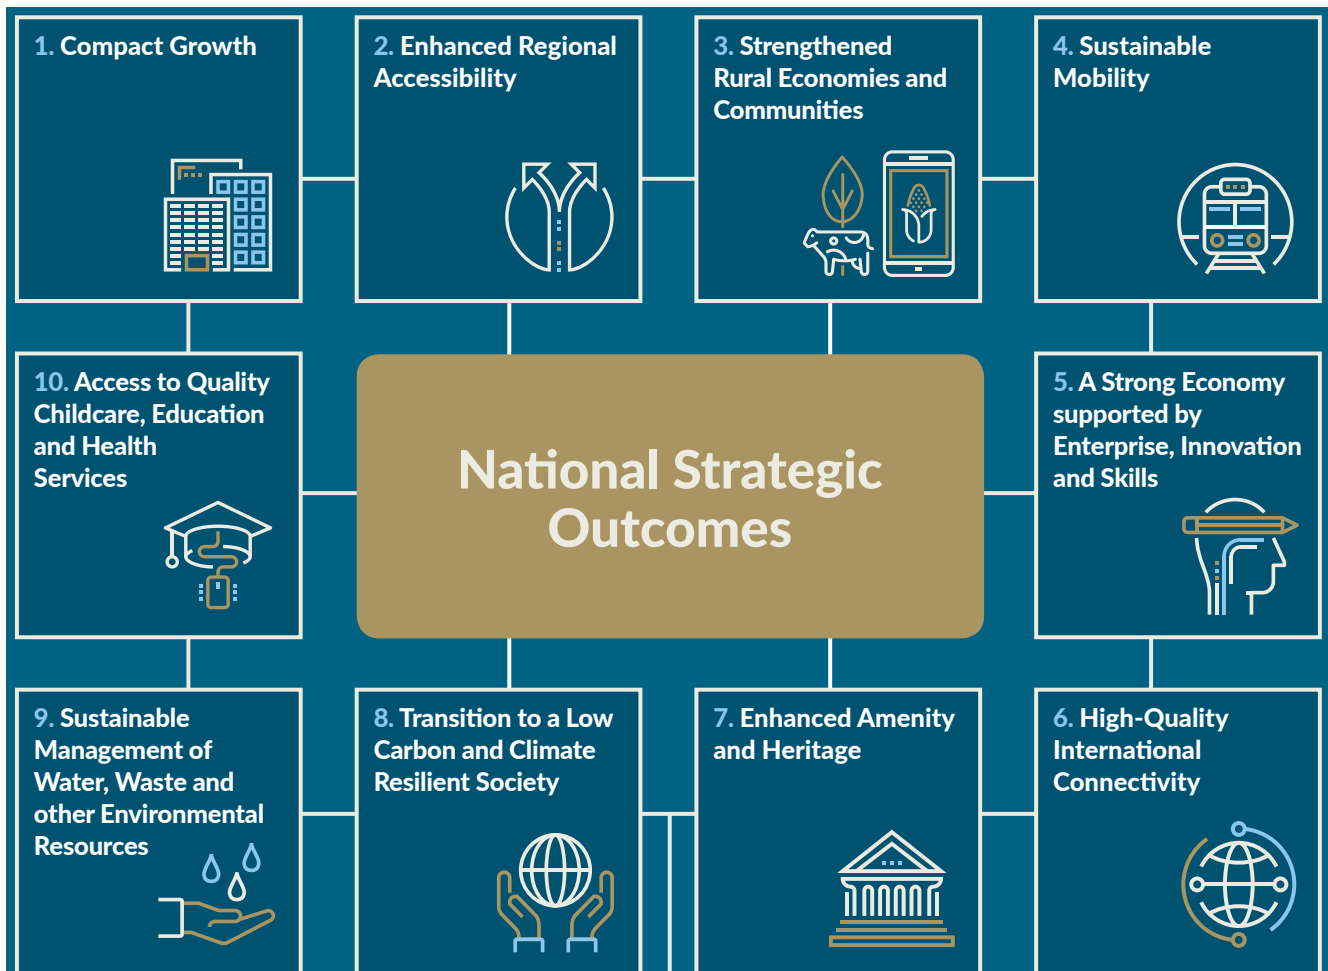 1. Compact Growth
2. Enhanced Regional
Accessibility
3. Strengthened
Rural Economies and
Communities
4. Sustainable
Mobility
10. Access to Quality
Childcare, Education
and Health
Services
National Strategic
Outcomes
5. A Strong Economy
supported by
Enterprise, Innovation
and Skills
9. Sustainable
Management of
Water, Waste and
other Environmental
Resources
8. Transition to a Low
Carbon and Climate
Resilient Society
7. Enhanced Amenity
and Heritage
6. High-Quality
International
Connectivity